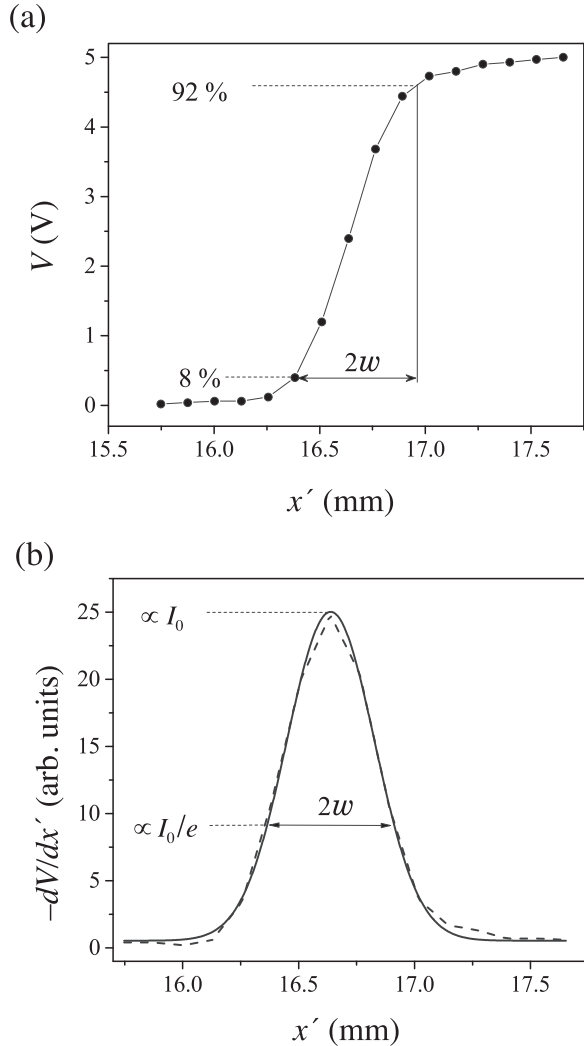 (a)
5
92 %
4
3
V (V)
2
1
8 %
2w
0
15.5 16.0 16.5 17.0 17.5
x´ (mm)
(b)
25
∝ I₀
20
15
–dV/dx´ (arb. units)
10
∝ I₀/e
2w
5
0
16.0 16.5 17.0 17.5
x´ (mm)